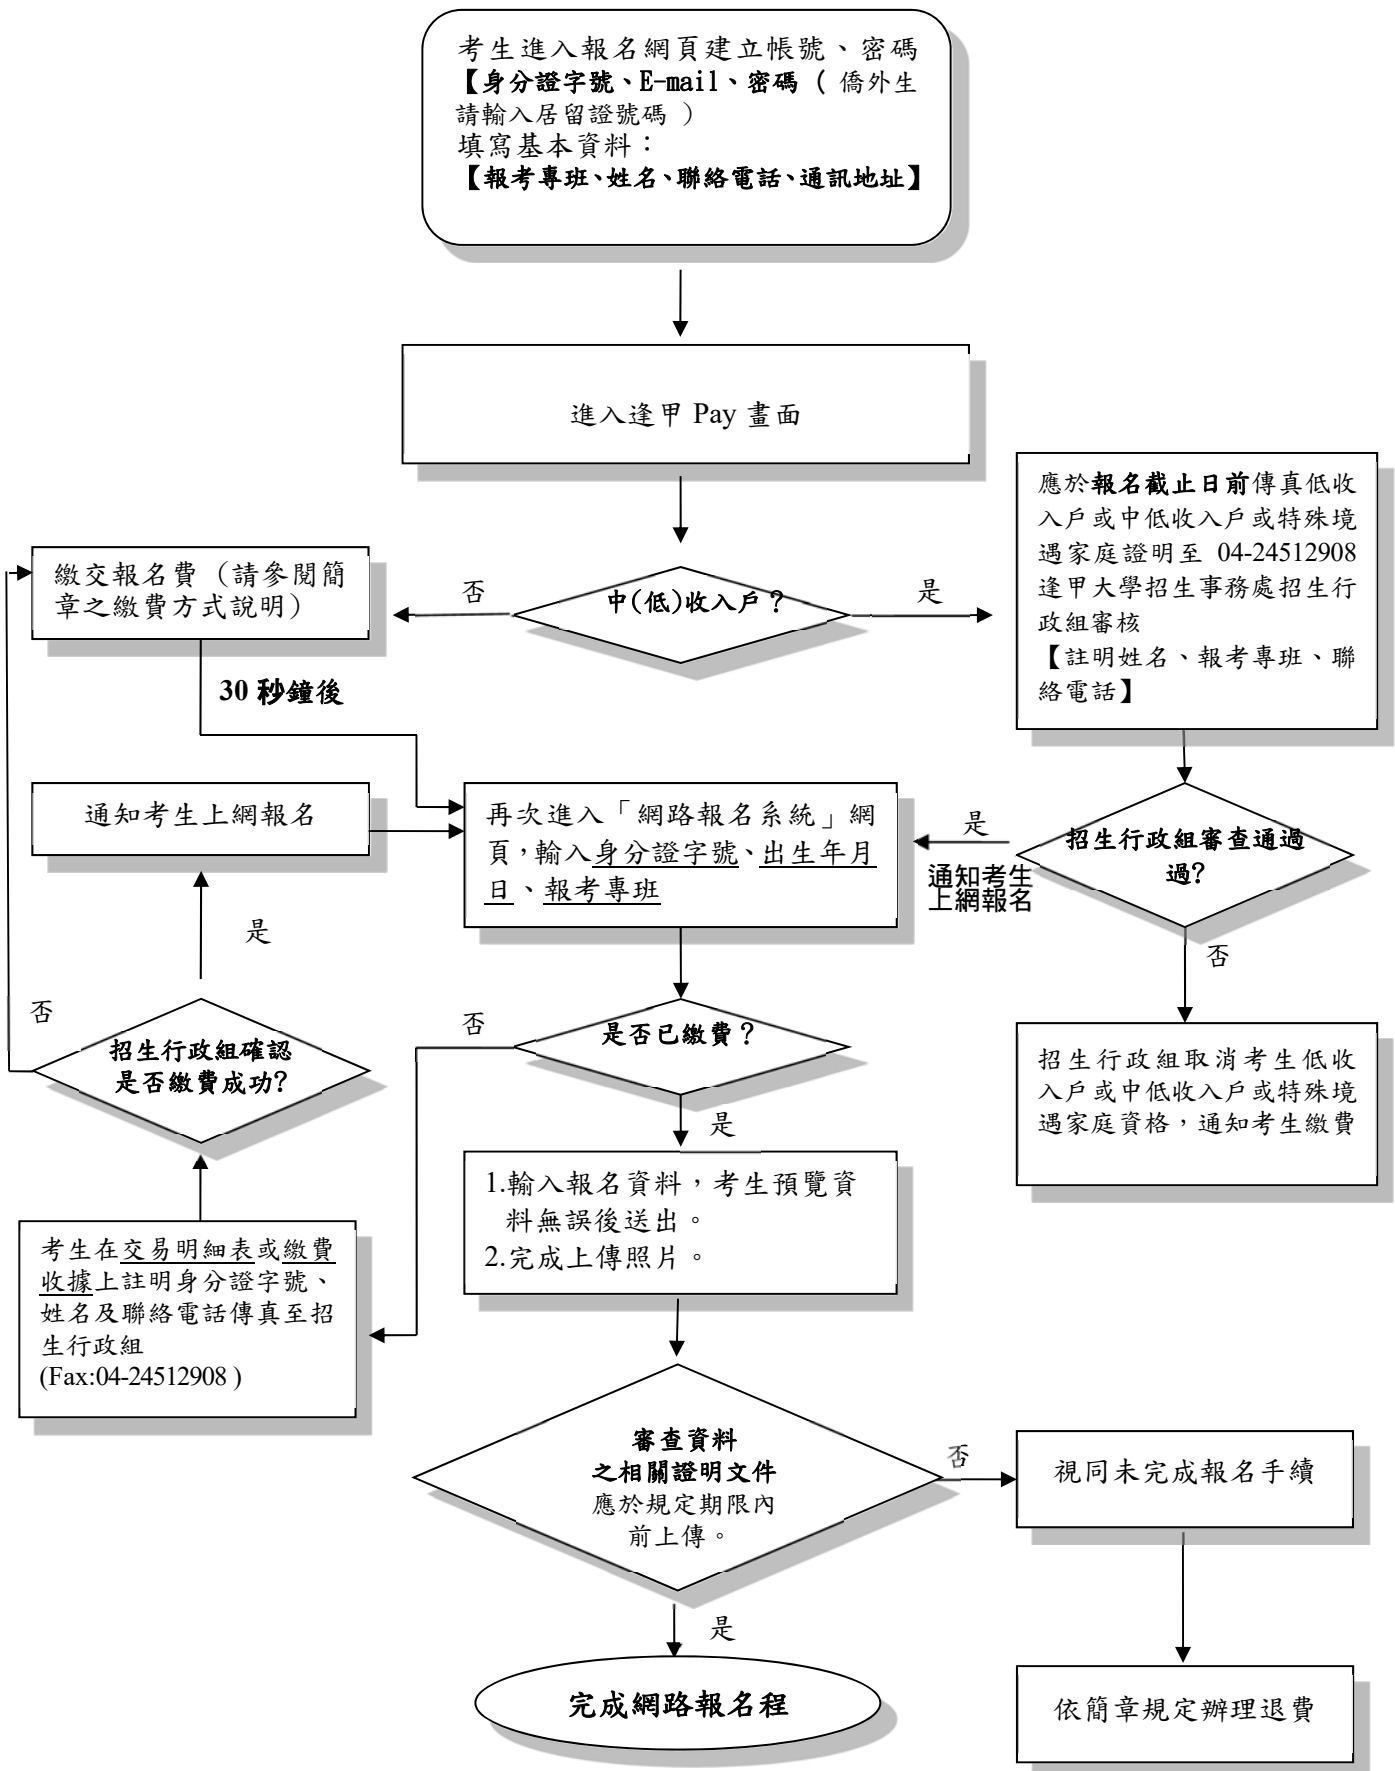 考生進入報名網頁建立帳號、密碼
【身分證字號、E-mail、密碼（僑外生
請輸入居留證號碼 ）
填寫基本資料：
【報考專班、姓名、聯絡電話、通訊地址】
進入逢甲 Pay 畫面
應於報名截止日前傳真低收
入戶或中低收入戶或特殊境
遇家庭證明至 04-24512908
逢甲大學招生事務處招生行
政組審核
【註明姓名、報考專班、聯
絡電話】
繳交報名費（請參閱簡
章之繳費方式說明）
否
中(低)收入戶？
是
30 秒鐘後
通知考生上網報名
再次進入「網路報名系統」網
頁，輸入身分證字號、出生年月
日、報考專班
是
通知考生
上網報名
招生行政組審查通過
過?
是
否
否
招生行政組確認
是否繳費成功?
否
是否已繳費？
招生行政組取消考生低收
入戶或中低收入戶或特殊境
遇家庭資格，通知考生繳費
是
1.輸入報名資料，考生預覽資
料無誤後送出。
2.完成上傳照片。
考生在交易明細表或繳費
收據上註明身分證字號、
姓名及聯絡電話傳真至招
生行政組
(Fax:04-24512908 )
審查資料
之相關證明文件
應於規定期限內
前上傳。
否
視同未完成報名手續
是
完成網路報名程
依簡章規定辦理退費